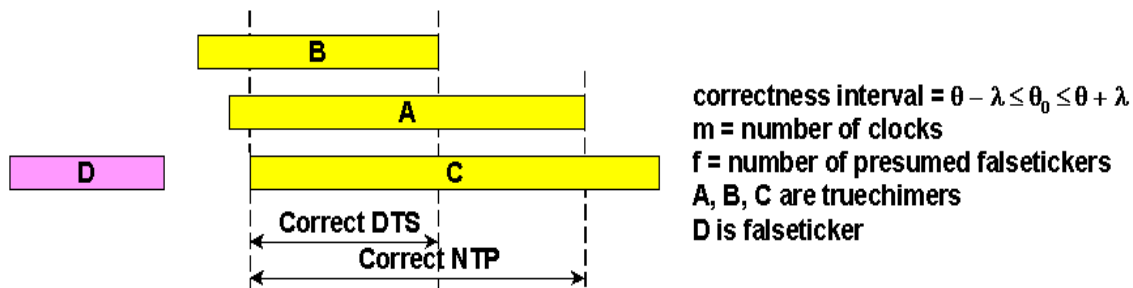 B
A
D
C
Correct DTS
Correct NTP
correctness interval = θ − λ ≤ θ₀ ≤ θ + λ
m = number of clocks
f = number of presumed falsetickers
A, B, C are truechimers
D is falseticker